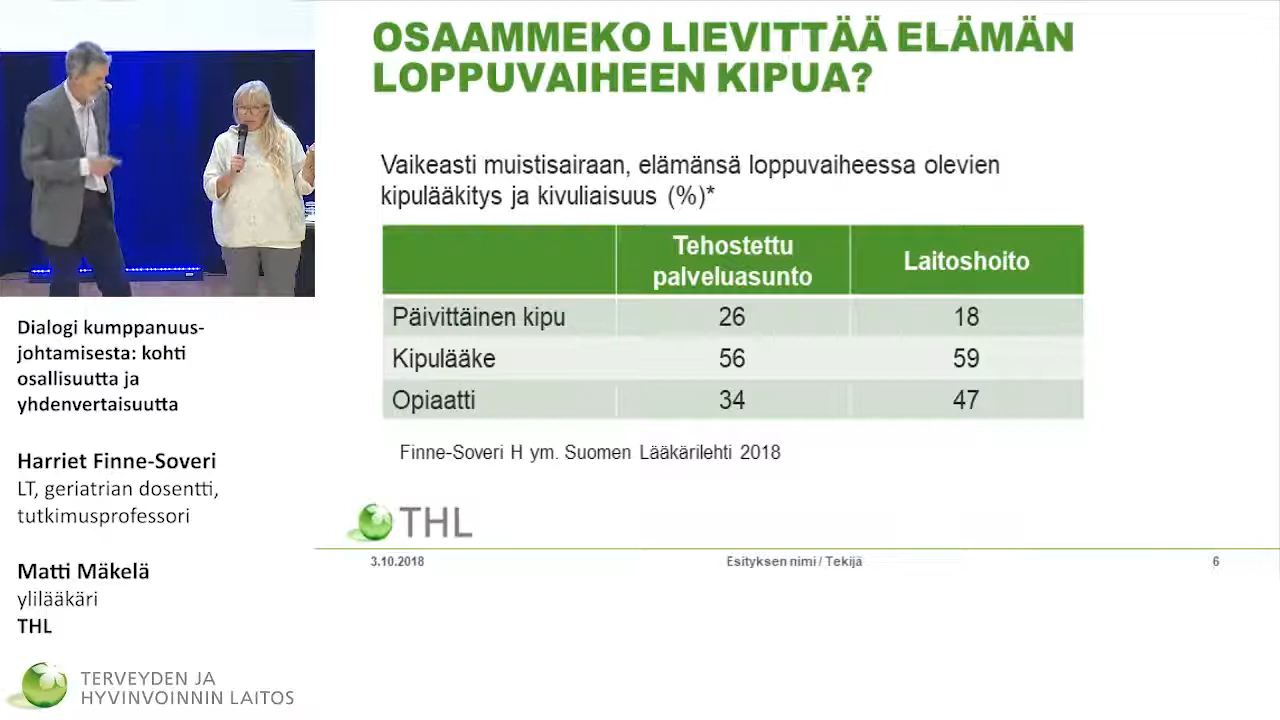 OSAAMMEKO LIEVITTÄÄ ELÄMÄN
LOPPUVAIHEEN KIPUA?
Vaikeasti muistisairaan, elämänsä loppuvaiheessa olevien
kipulääkitys ja kivuliaisuus (%)*
Tehostettu palveluasunto
Laitoshoito
Päivittäinen kipu 26 18
Kipulääke 56 59
Opiaatti 34 47
Finne-Soveri H ym. Suomen Lääkärilehti 2018
THL
3.10.2018 Esityksen nimi / Tekijä 6
Dialogi kumppanuus-
johtamisesta: kohti
osallisuutta ja
yhdenvertaisuutta
Harriet Finne-Soveri
LT, geriatrian dosentti,
tutkimusprofessori
Matti Mäkelä
ylilääkäri
THL
TERVEYDEN JA
HYVINVOINNIN LAITOS